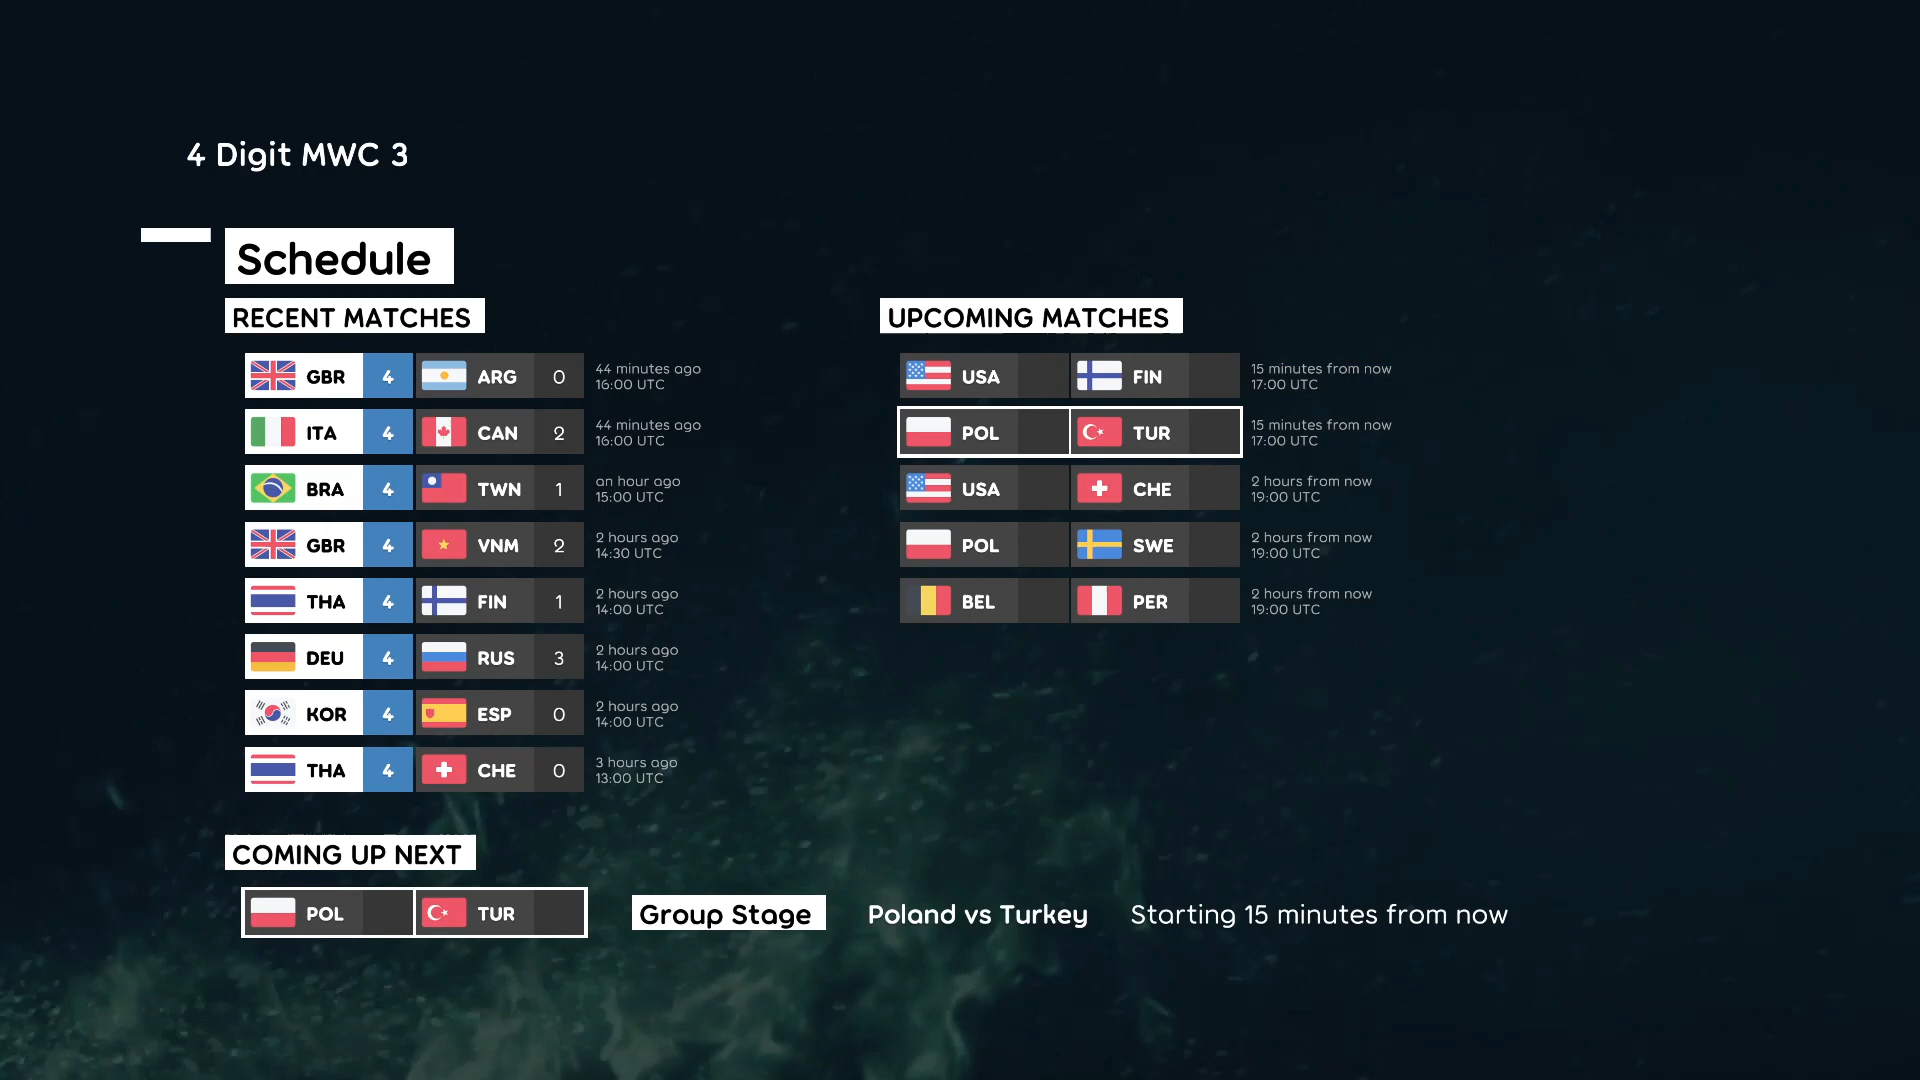 4 Digit MWC 3
Schedule
RECENT MATCHES
GBR 4 ARG 0 44 minutes ago
16:00 UTC
ITA 4 CAN 2 44 minutes ago
16:00 UTC
BRA 4 TWN 1 an hour ago
15:00 UTC
GBR 4 VNM 2 2 hours ago
14:30 UTC
THA 4 FIN 1 2 hours ago
14:00 UTC
DEU 4 RUS 3 2 hours ago
14:00 UTC
KOR 4 ESP 0 2 hours ago
14:00 UTC
THA 4 CHE 0 3 hours ago
13:00 UTC
UPCOMING MATCHES
USA FIN 15 minutes from now
17:00 UTC
POL TUR 15 minutes from now
17:00 UTC
USA CHE 2 hours from now
19:00 UTC
POL SWE 2 hours from now
19:00 UTC
BEL PER 2 hours from now
19:00 UTC
COMING UP NEXT
POL TUR Group Stage Poland vs Turkey Starting 15 minutes from now